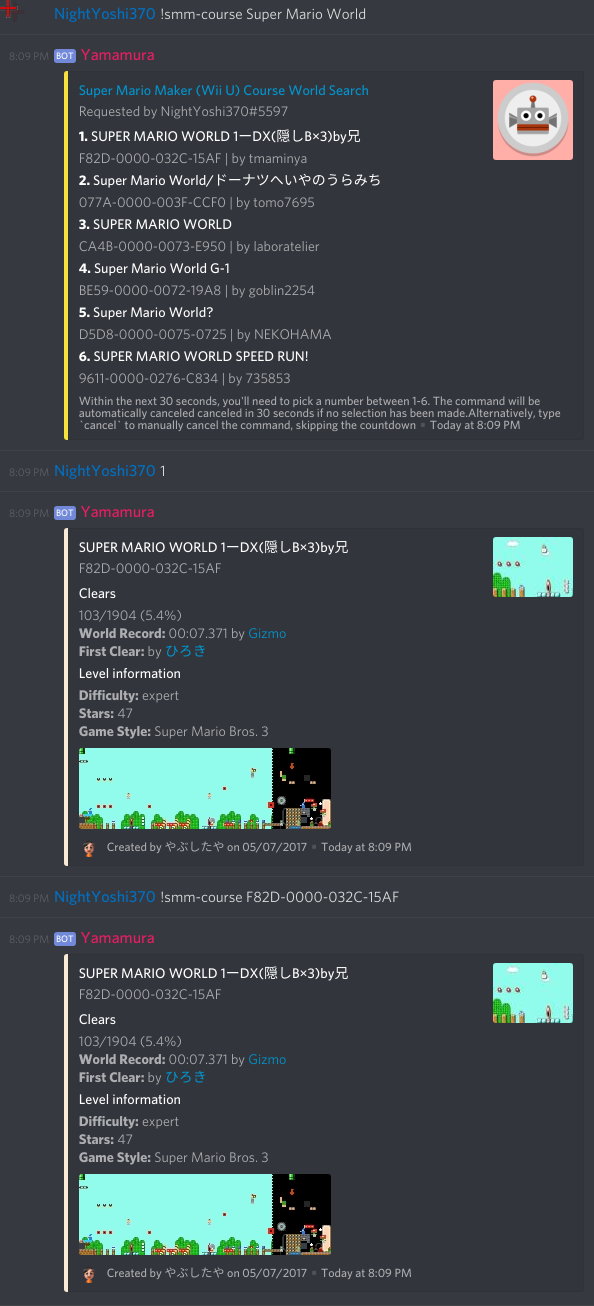 NightYoshi370 !smm-course Super Mario World
8:09 PM BOT Yamamura
Super Mario Maker (Wii U) Course World Search
Requested by NightYoshi370#5597
1. SUPER MARIO WORLD 1ーDX(隠しB×3)by兄
F82D-0000-032C-15AF | by tmaminya
2. Super Mario World/ドーナツへいやのうらみち
077A-0000-003F-CCF0 | by tomo7695
3. SUPER MARIO WORLD
CA4B-0000-0073-E950 | by laboratelier
4. Super Mario World G-1
BE59-0000-0072-19A8 | by goblin2254
5. Super Mario World?
D5D8-0000-0075-0725 | by NEKOHAMA
6. SUPER MARIO WORLD SPEED RUN!
9611-0000-0276-C834 | by 735853
Within the next 30 seconds, you'll need to pick a number between 1-6. The command will be
automatically canceled canceled in 30 seconds if no selection has been made.Alternatively, type
`cancel` to manually cancel the command, skipping the countdown • Today at 8:09 PM
8:09 PM NightYoshi370 1
8:09 PM BOT Yamamura
SUPER MARIO WORLD 1ーDX(隠しB×3)by兄
F82D-0000-032C-15AF
Clears
103/1904 (5.4%)
World Record: 00:07.371 by Gizmo
First Clear: by ひろき
Level information
Difficulty: expert
Stars: 47
Game Style: Super Mario Bros. 3
Created by やぶしたや on 05/07/2017 • Today at 8:09 PM
8:09 PM NightYoshi370 !smm-course F82D-0000-032C-15AF
8:09 PM BOT Yamamura
SUPER MARIO WORLD 1ーDX(隠しB×3)by兄
F82D-0000-032C-15AF
Clears
103/1904 (5.4%)
World Record: 00:07.371 by Gizmo
First Clear: by ひろき
Level information
Difficulty: expert
Stars: 47
Game Style: Super Mario Bros. 3
Created by やぶしたや on 05/07/2017 • Today at 8:09 PM